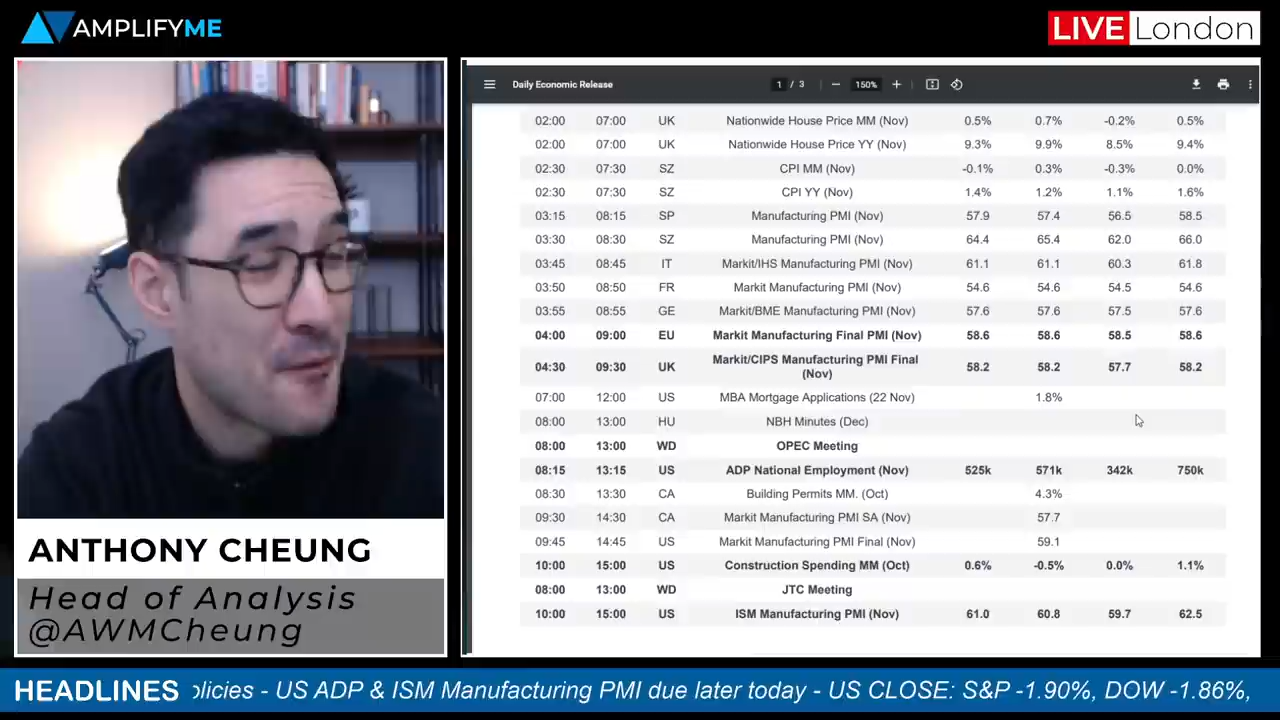 AMPLIFYME
LIVE London
Daily Economic Release
1 / 3
150%
02:00 07:00 UK Nationwide House Price MM (Nov) 0.5% 0.7% -0.2% 0.5%
02:00 07:00 UK Nationwide House Price YY (Nov) 9.3% 9.9% 8.5% 9.4%
02:30 07:30 SZ CPI MM (Nov) -0.1% 0.3% -0.3% 0.0%
02:30 07:30 SZ CPI YY (Nov) 1.4% 1.2% 1.1% 1.6%
03:15 08:15 SP Manufacturing PMI (Nov) 57.9 57.4 56.5 58.5
03:30 08:30 SZ Manufacturing PMI (Nov) 64.4 65.4 62.0 66.0
03:45 08:45 IT Markit/IHS Manufacturing PMI (Nov) 61.1 61.1 60.3 61.8
03:50 08:50 FR Markit Manufacturing PMI (Nov) 54.6 54.6 54.5 54.6
03:55 08:55 GE Markit/BME Manufacturing PMI (Nov) 57.6 57.6 57.5 57.6
04:00 09:00 EU Markit Manufacturing Final PMI (Nov) 58.6 58.6 58.5 58.6
04:30 09:30 UK Markit/CIPS Manufacturing PMI Final (Nov) 58.2 58.2 57.7 58.2
07:00 12:00 US MBA Mortgage Applications (22 Nov) 1.8%
08:00 13:00 HU NBH Minutes (Dec)
08:00 13:00 WD OPEC Meeting
08:15 13:15 US ADP National Employment (Nov) 525k 571k 342k 750k
08:30 13:30 CA Building Permits MM. (Oct) 4.3%
09:30 14:30 CA Markit Manufacturing PMI SA (Nov) 57.7
09:45 14:45 US Markit Manufacturing PMI Final (Nov) 59.1
10:00 15:00 US Construction Spending MM (Oct) 0.6% -0.5% 0.0% 1.1%
08:00 13:00 WD JTC Meeting
10:00 15:00 US ISM Manufacturing PMI (Nov) 61.0 60.8 59.7 62.5
ANTHONY CHEUNG
Head of Analysis
@AWMCheung
HEADLINES olicies - US ADP & ISM Manufacturing PMI due later today - US CLOSE: S&P -1.90%, DOW -1.86%,